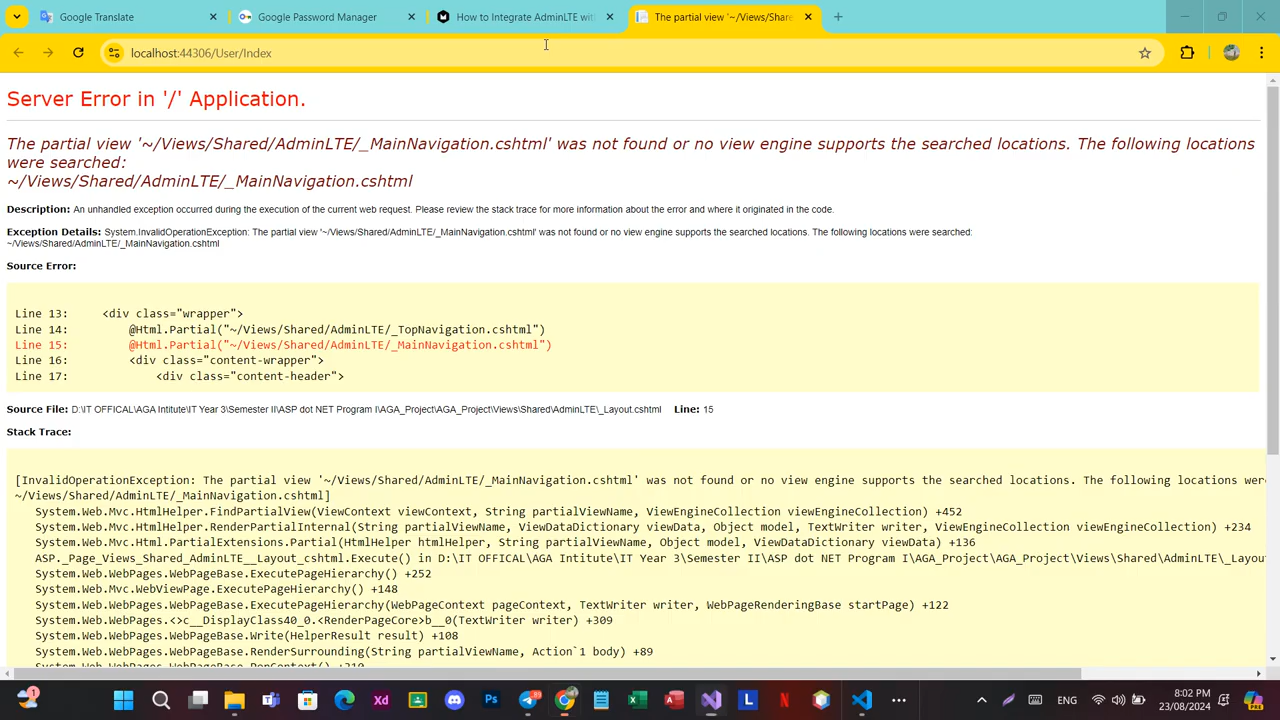 Google Translate
Google Password Manager
How to Integrate AdminLTE wit
The partial view '~/Views/Shar
localhost:44306/User/Index
Server Error in '/' Application.
The partial view '~/Views/Shared/AdminLTE/_MainNavigation.cshtml' was not found or no view engine supports the searched locations. The following locations
were searched:
~/Views/Shared/AdminLTE/_MainNavigation.cshtml
Description: An unhandled exception occurred during the execution of the current web request. Please review the stack trace for more information about the error and where it originated in the code.
Exception Details: System.InvalidOperationException: The partial view '~/Views/Shared/AdminLTE/_MainNavigation.cshtml' was not found or no view engine supports the searched locations. The following locations were searched:
~/Views/Shared/AdminLTE/_MainNavigation.cshtml
Source Error:
Line 13:     <div class="wrapper">
Line 14:         @Html.Partial("~/Views/Shared/AdminLTE/_TopNavigation.cshtml")
Line 15:         @Html.Partial("~/Views/Shared/AdminLTE/_MainNavigation.cshtml")
Line 16:         <div class="content-wrapper">
Line 17:             <div class="content-header">
Source File: D:\IT OFFICAL\AGA Intitute\IT Year 3\Semester II\ASP dot NET Program I\AGA_Project\AGA_Project\Views\Shared\AdminLTE\_Layout.cshtml Line: 15
Stack Trace:
[InvalidOperationException: The partial view '~/Views/Shared/AdminLTE/_MainNavigation.cshtml' was not found or no view engine supports the searched locations. The following locations were
~/Views/Shared/AdminLTE/_MainNavigation.cshtml]
System.Web.Mvc.HtmlHelper.FindPartialView(ViewContext viewContext, String partialViewName, ViewEngineCollection viewEngineCollection) +452
System.Web.Mvc.HtmlHelper.RenderPartialInternal(String partialViewName, ViewDataDictionary viewData, Object model, TextWriter writer, ViewEngineCollection viewEngineCollection) +234
System.Web.Mvc.Html.PartialExtensions.Partial(HtmlHelper htmlHelper, String partialViewName, Object model, ViewDataDictionary viewData) +136
ASP._Page_Views_Shared_AdminLTE__Layout_cshtml.Execute() in D:\IT OFFICAL\AGA Intitute\IT Year 3\Semester II\ASP dot NET Program I\AGA_Project\AGA_Project\Views\Shared\AdminLTE\_Layou
System.Web.WebPages.WebPageBase.ExecutePageHierarchy() +252
System.Web.Mvc.WebViewPage.ExecutePageHierarchy() +148
System.Web.WebPages.WebPageBase.ExecutePageHierarchy(WebPageContext pageContext, TextWriter writer, WebPageRenderingBase startPage) +122
System.Web.WebPages.<>c__DisplayClass40_0.<RenderPageCore>b__0(TextWriter writer) +309
System.Web.WebPages.WebPageBase.Write(HelperResult result) +108
System.Web.WebPages.WebPageBase.RenderSurrounding(String partialViewName, Action`1 body) +89
System.Web.WebPages.WebPageBase.PopContext() +310
1
Xd
Ps
89
L
N
ENG
8:02 PM
23/08/2024
PRE